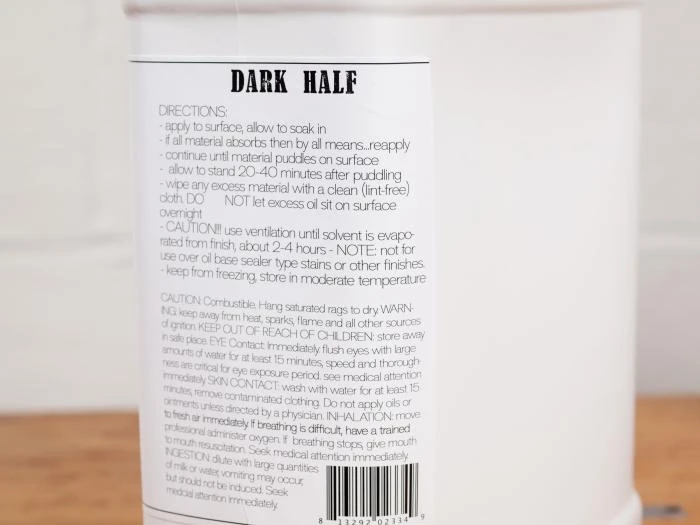 DARK HALF
DIRECTIONS:
- apply to surface, allow to soak in
- if all material absorbs then by all means...reapply
- continue until material puddles on surface
- allow to stand 20-40 minutes after puddling
- wipe any excess material with a clean (lint-free)
cloth. DO NOT let excess oil sit on surface
overnight
- CAUTION!!! use ventilation until solvent is evapo-
rated from finish, about 2-4 hours - NOTE: not for
use over oil base sealer type stains or other finishes.
- keep from freezing, store in moderate temperature
CAUTION: Combustible. Hang saturated rags to dry. WARN-
ING: keep away from heat, sparks, flame and all other sources
of ignition. KEEP OUT OF REACH OF CHILDREN: store away
in safe place. EYE Contact: Immediately flush eyes with large
amounts of water for at least 15 minutes, speed and thorough-
ness are critical for eye exposure period. see medical attention
immediately. SKIN CONTACT: wash with water for at least 15
minutes, remove contaminated clothing. Do not apply oils or
ointments unless directed by a physician. INHALATION: move
to fresh air immediately. If breathing is difficult, have a trained
professional administer oxygen. If breathing stops, give mouth
to mouth resuscitation. Seek medical attention immediately.
INGESTION: dilute with large quantities
of milk or water, vomiting may occur,
but should not be induced. Seek
medcial attention immediately.
8 13292 02334 9